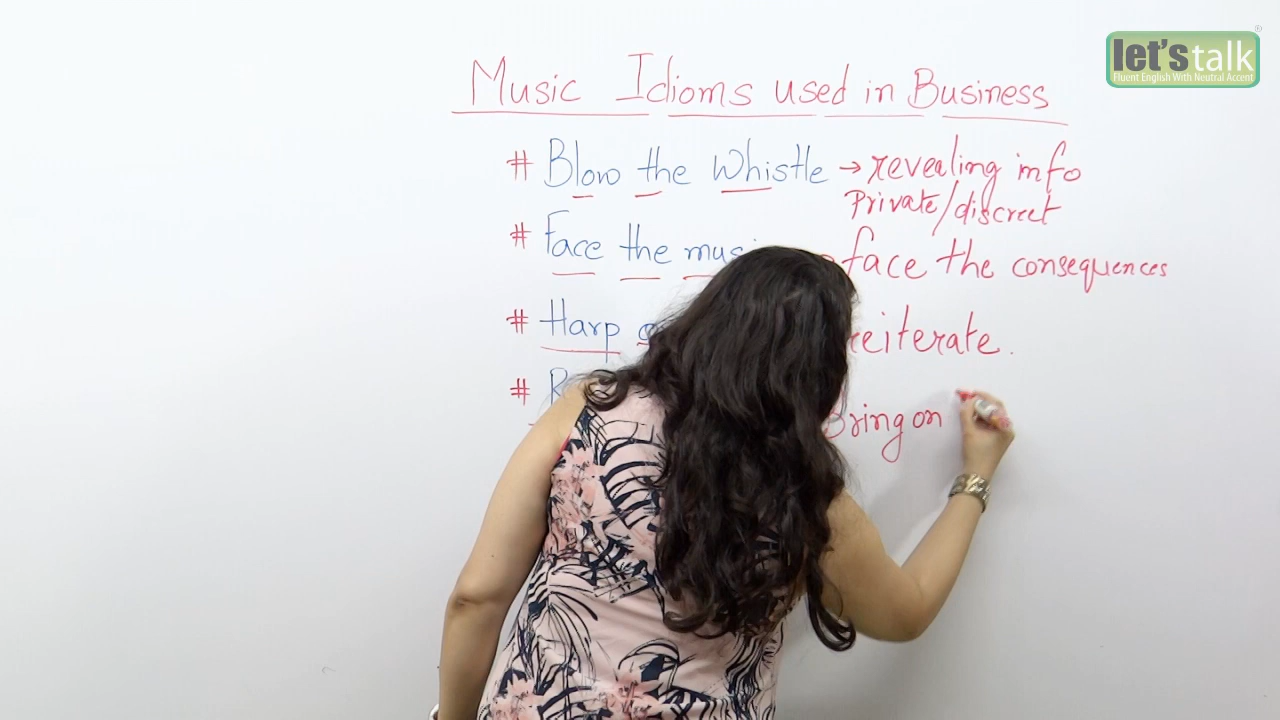 let's talk
Fluent English With Neutral Accent
Music Idioms used in Business
# Blow the Whistle → revealing info
Private/discreet
# Face the face the consequences
# Harp reiterate.
# Bring on